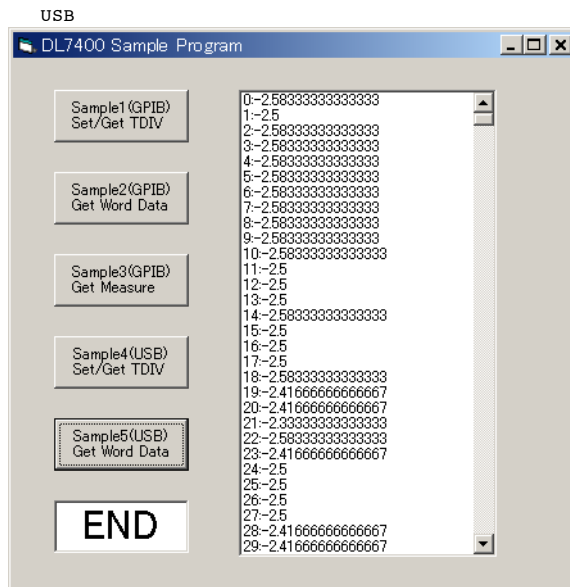 USB
DL7400 Sample Program
Sample1(GPIB)
Set/Get TDIV
Sample2(GPIB)
Get Word Data
Sample3(GPIB)
Get Measure
Sample4(USB)
Set/Get TDIV
Sample5(USB)
Get Word Data
END
0:-2.58333333333333
1:-2.5
2:-2.58333333333333
3:-2.58333333333333
4:-2.58333333333333
5:-2.58333333333333
6:-2.58333333333333
7:-2.58333333333333
8:-2.58333333333333
9:-2.58333333333333
10:-2.58333333333333
11:-2.5
12:-2.5
13:-2.5
14:-2.58333333333333
15:-2.5
16:-2.5
17:-2.5
18:-2.58333333333333
19:-2.41666666666667
20:-2.41666666666667
21:-2.33333333333333
22:-2.58333333333333
23:-2.41666666666667
24:-2.5
25:-2.5
26:-2.5
27:-2.5
28:-2.41666666666667
29:-2.41666666666667